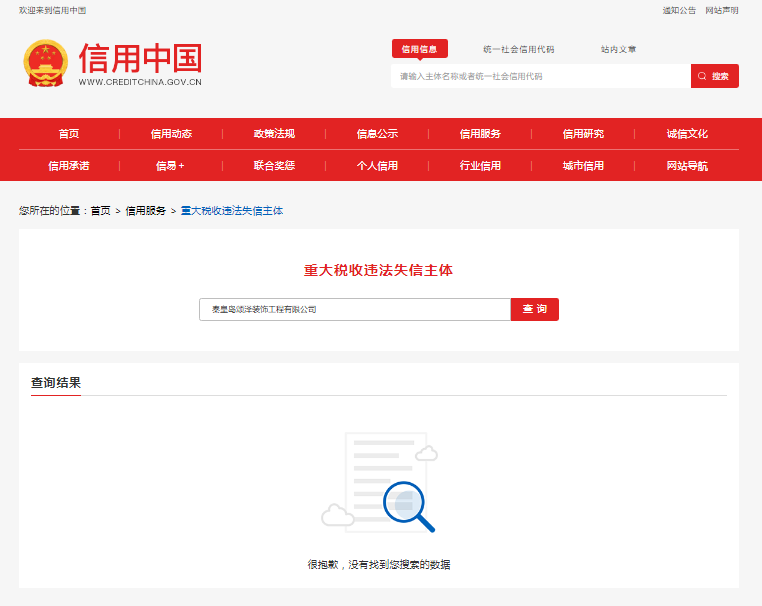 欢迎来到信用中国
通知公告 网站声明
信用中国
WWW.CREDITCHINA.GOV.CN
信用信息 统一社会信用代码 站内文章
请输入主体名称或者统一社会信用代码 搜索
首页 信用动态 政策法规 信息公示 信用服务 信用研究 诚信文化
信用承诺 信易+ 联合奖惩 个人信用 行业信用 城市信用 网站导航
您所在的位置：首页 > 信用服务 > 重大税收违法失信主体
重大税收违法失信主体
秦皇岛颂泽装饰工程有限公司 查询
查询结果
很抱歉，没有找到您搜索的数据